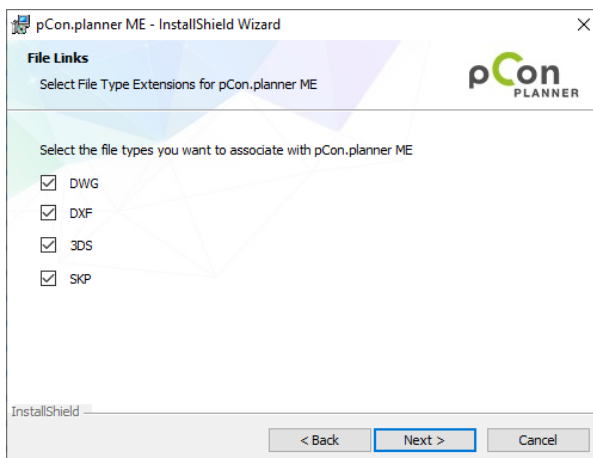 pCon.planner ME - InstallShield Wizard
File Links
Select File Type Extensions for pCon.planner ME
pCon
PLANNER
Select the file types you want to associate with pCon.planner ME
DWG
DXF
3DS
SKP
InstallShield
< Back Next > Cancel